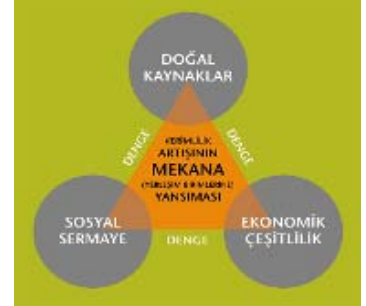 DOĞAL
KAYNAKLAR
DENGE
DENGE
VERİMLİLİK
ARTIŞININ
MEKANA
(YERLEŞİM BİRİMLERİNE)
YANSIMASI
SOSYAL
SERMAYE
EKONOMİK
ÇEŞİTLİLİK
DENGE